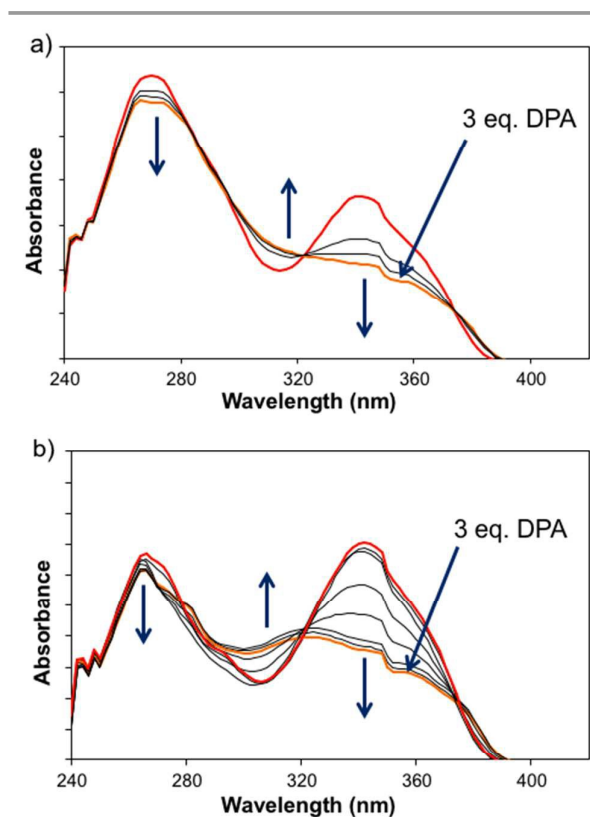 a)
3 eq. DPA
Absorbance
240 280 320 360 400
Wavelength (nm)
b)
3 eq. DPA
Absorbance
240 280 320 360 400
Wavelength (nm)